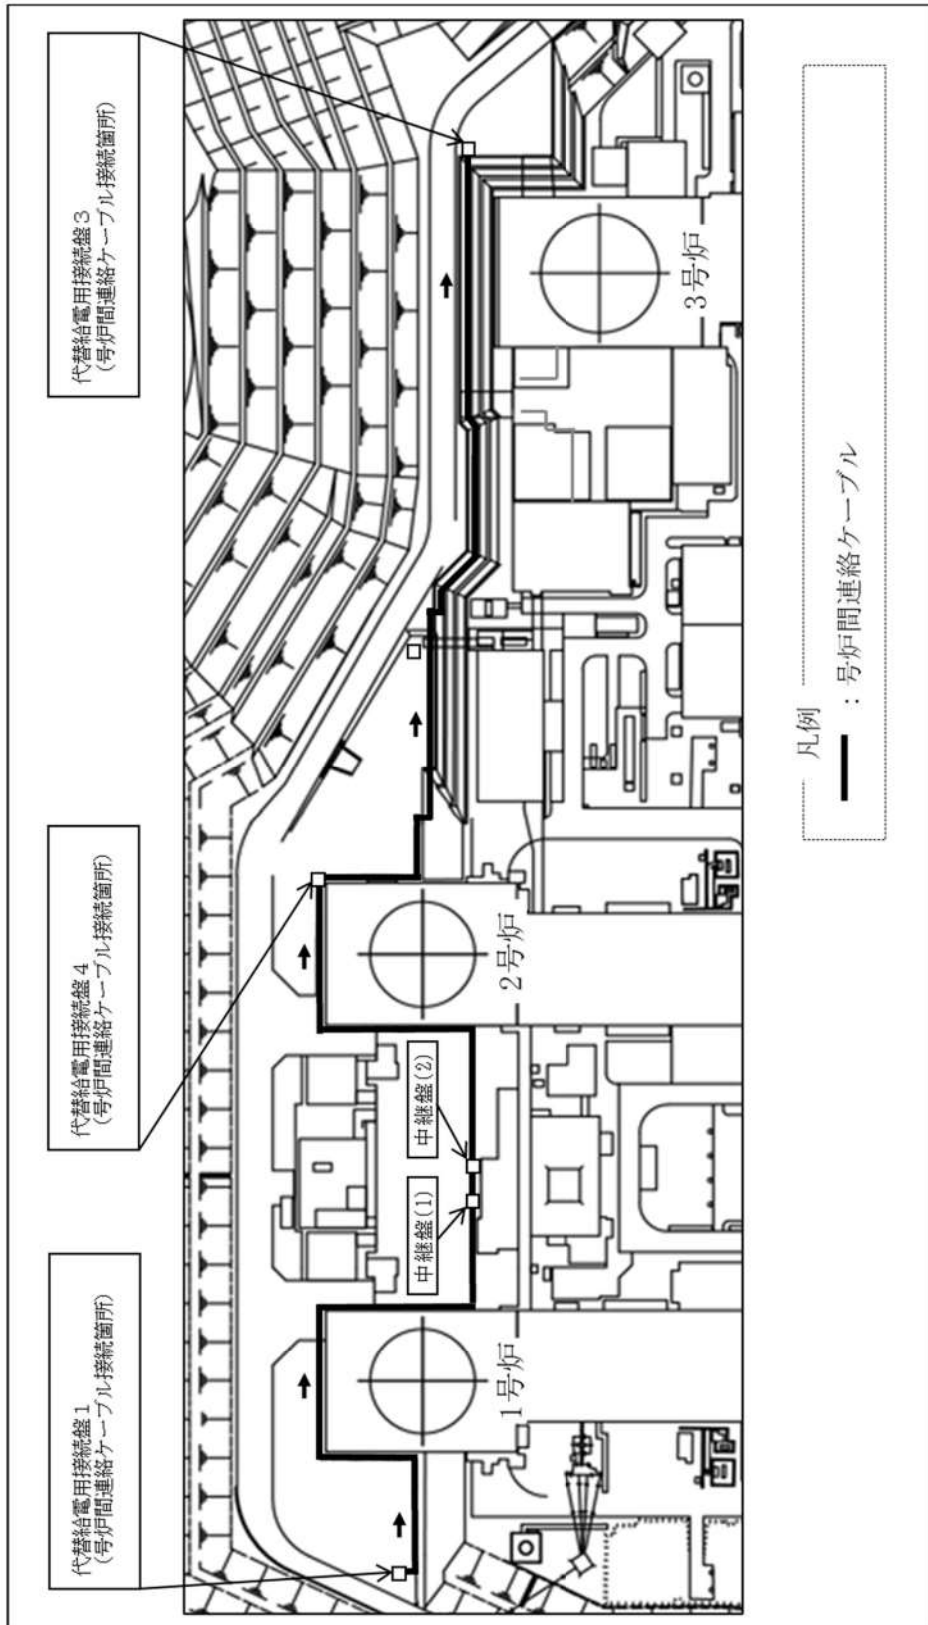 代替給電用接続盤1
(号炉間連絡ケーブル接続箇所)
代替給電用接続盤4
(号炉間連絡ケーブル接続箇所)
代替給電用接続盤3
(号炉間連絡ケーブル接続箇所)
中継盤(1)
中継盤(2)
1号炉
2号炉
3号炉
凡例
:号炉間連絡ケーブル